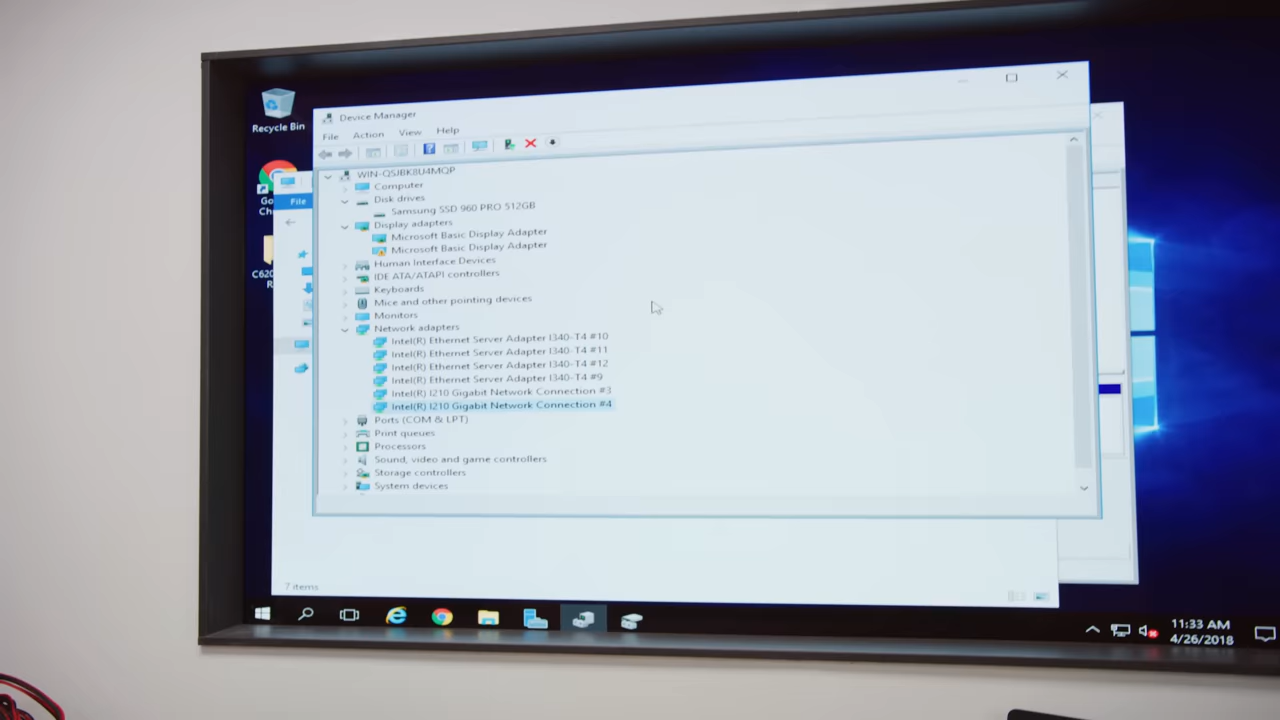 Recycle Bin
Device Manager
File Action View Help
WIN-QSJBK8U4MQP
Computer
Disk drives
Samsung SSD 960 PRO 512GB
Display adapters
Microsoft Basic Display Adapter
Microsoft Basic Display Adapter
Human Interface Devices
IDE ATA/ATAPI controllers
Keyboards
Mice and other pointing devices
Monitors
Network adapters
Intel(R) Ethernet Server Adapter I340-T4 #10
Intel(R) Ethernet Server Adapter I340-T4 #11
Intel(R) Ethernet Server Adapter I340-T4 #12
Intel(R) Ethernet Server Adapter I340-T4 #9
Intel(R) I210 Gigabit Network Connection #3
Intel(R) I210 Gigabit Network Connection #4
Ports (COM & LPT)
Print queues
Processors
Sound, video and game controllers
Storage controllers
System devices
Go
Ch
File
C620
R
7 items
11:33 AM
4/26/2018